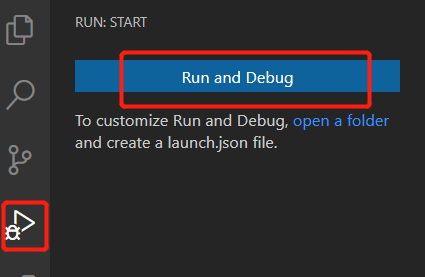 RUN: START
Run and Debug
To customize Run and Debug, open a folder
and create a launch.json file.